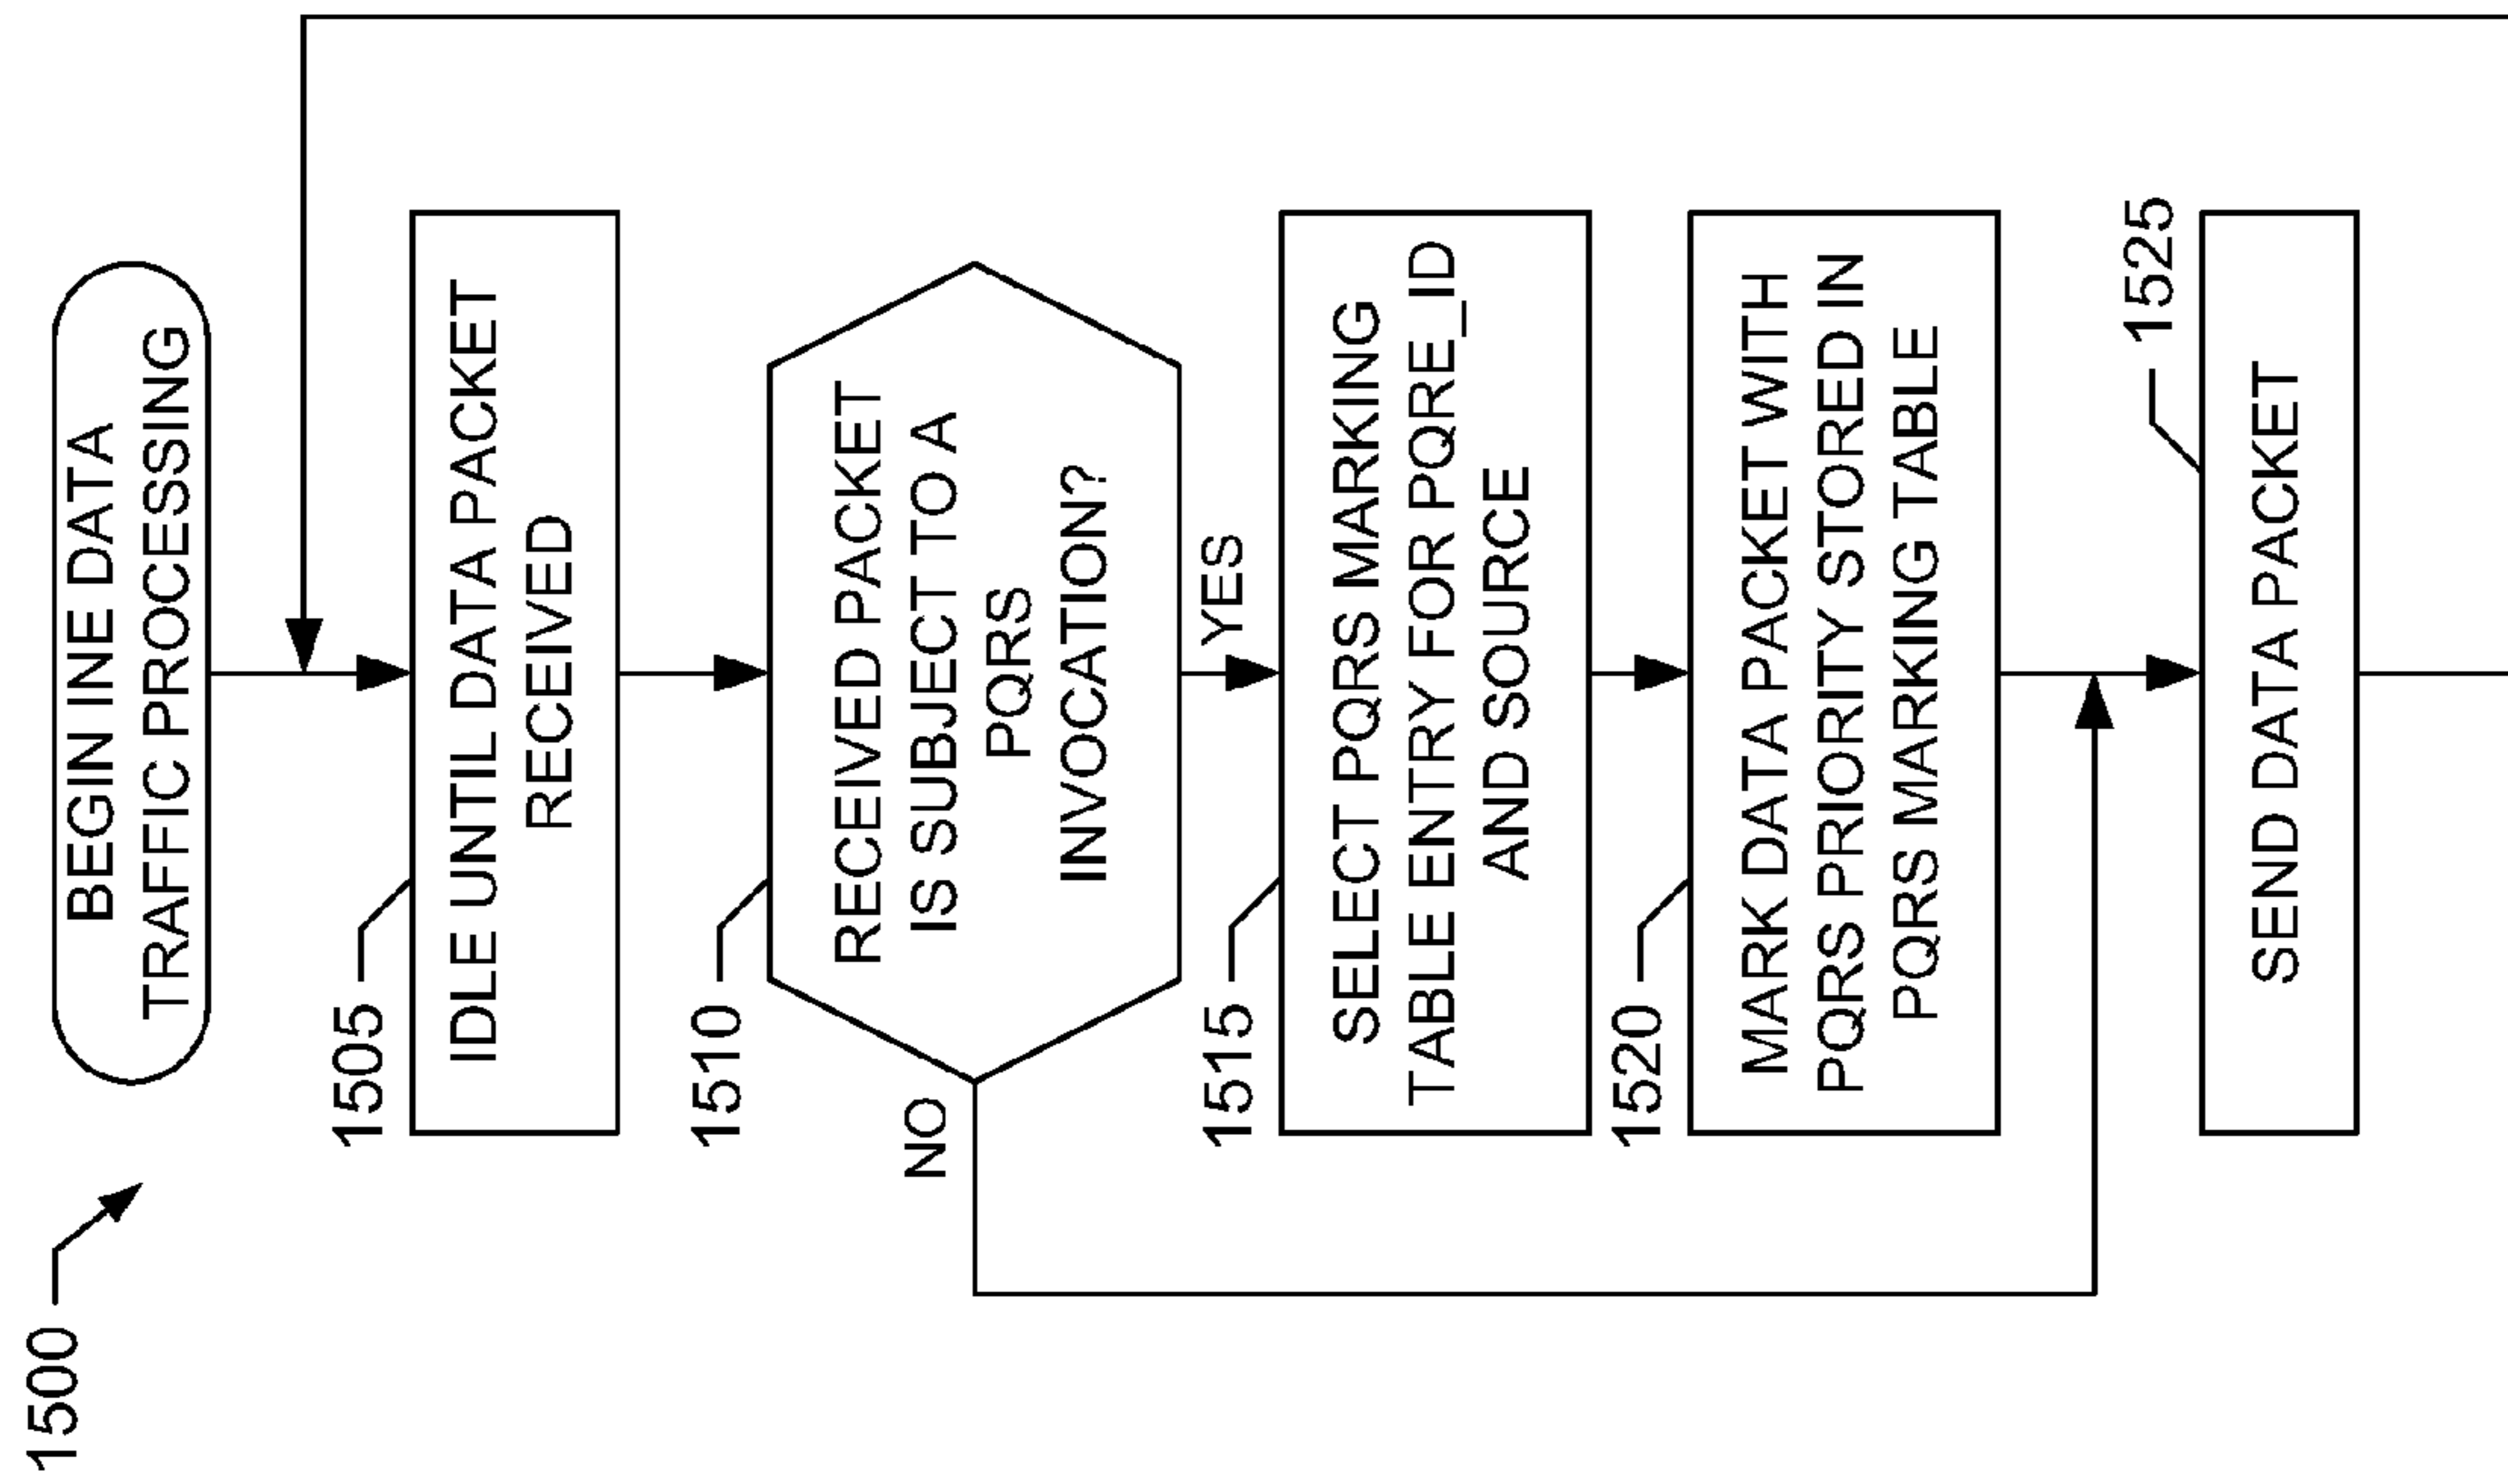 1500
BEGIN INE DATA
TRAFFIC PROCESSING
1505
IDLE UNTIL DATA PACKET
RECEIVED
1510
RECEIVED PACKET
IS SUBJECT TO A
PQRS
INVOCATION?
NO
YES
1515
SELECT PQRS MARKING
TABLE ENTRY FOR PQRE_ID
AND SOURCE
1520
MARK DATA PACKET WITH
PQRS PRIORITY STORED IN
PQRS MARKING TABLE
1525
SEND DATA PACKET